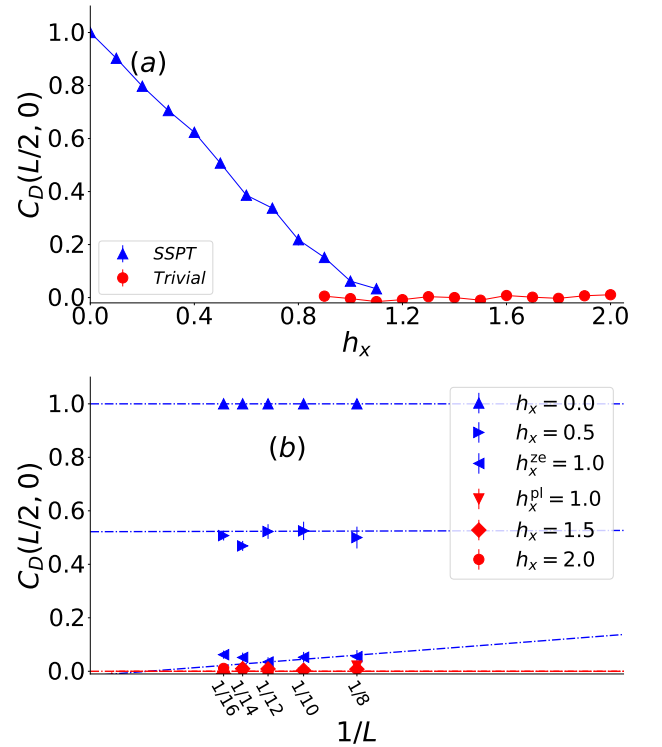 1.0
0.8
0.6
0.4
0.2
0.0
C_D(L/2, 0)
(a)
SSPT
Trivial
0.0 0.4 0.8 1.2 1.6 2.0
h_x
1.0
0.8
0.6
0.4
0.2
0.0
C_D(L/2, 0)
(b)
h_x = 0.0
h_x = 0.5
h_x^ze = 1.0
h_x^pl = 1.0
h_x = 1.5
h_x = 2.0
1/16 1/14 1/12 1/10 1/8
1/L